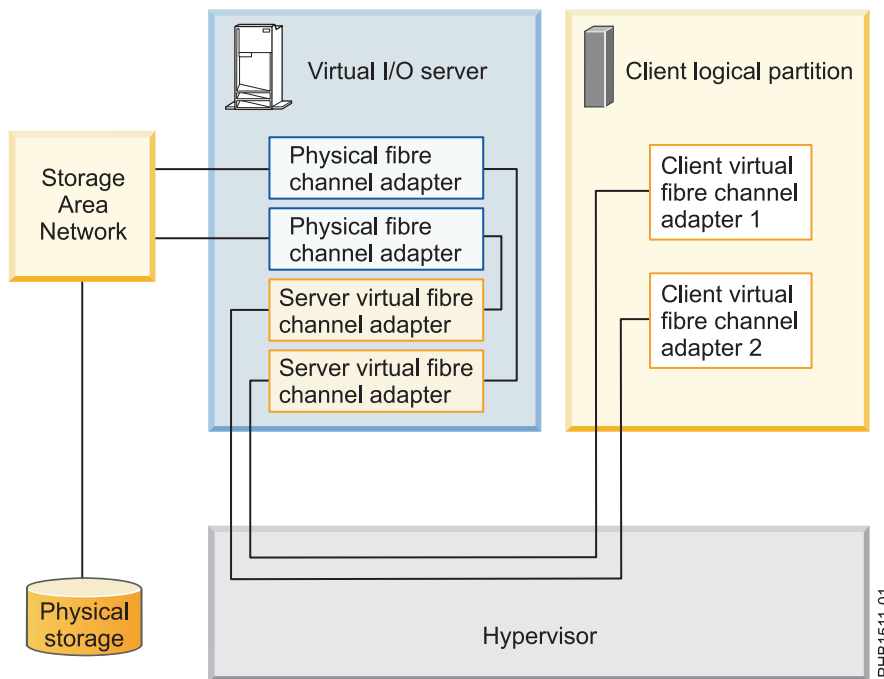 Virtual I/O server
Client logical partition
Storage
Area
Network
Physical fibre
channel adapter
Physical fibre
channel adapter
Server virtual fibre
channel adapter
Server virtual fibre
channel adapter
Client virtual
fibre channel
adapter 1
Client virtual
fibre channel
adapter 2
Physical
storage
Hypervisor
PHB1511-01